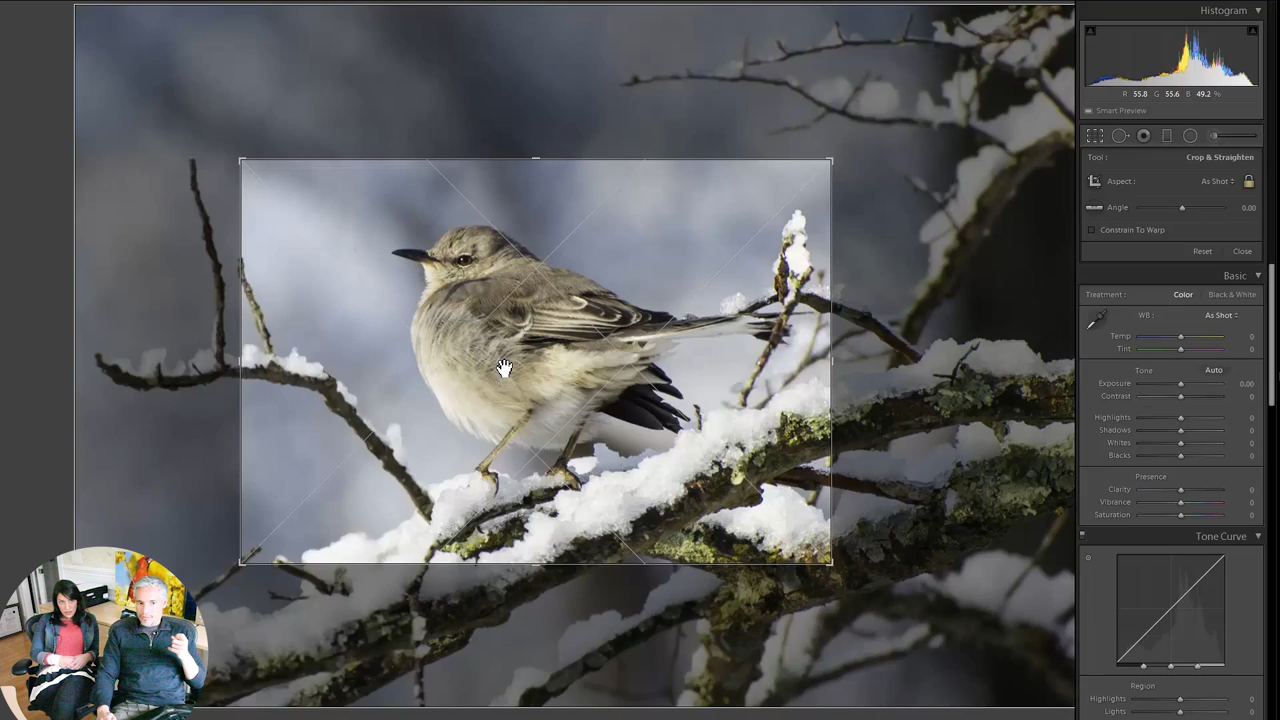 Histogram
R 55.8 G 55.6 B 49.2 %
Smart Preview
Tool : Crop & Straighten
Aspect : As Shot
Angle 0.00
Constrain To Warp
Reset Close
Basic
Treatment : Color Black & White
WB : As Shot
Temp 0
Tint 0
Tone Auto
Exposure 0.00
Contrast 0
Highlights 0
Shadows 0
Whites 0
Blacks 0
Presence
Clarity 0
Vibrance 0
Saturation 0
Tone Curve
Region
Highlights 0
Lights 0